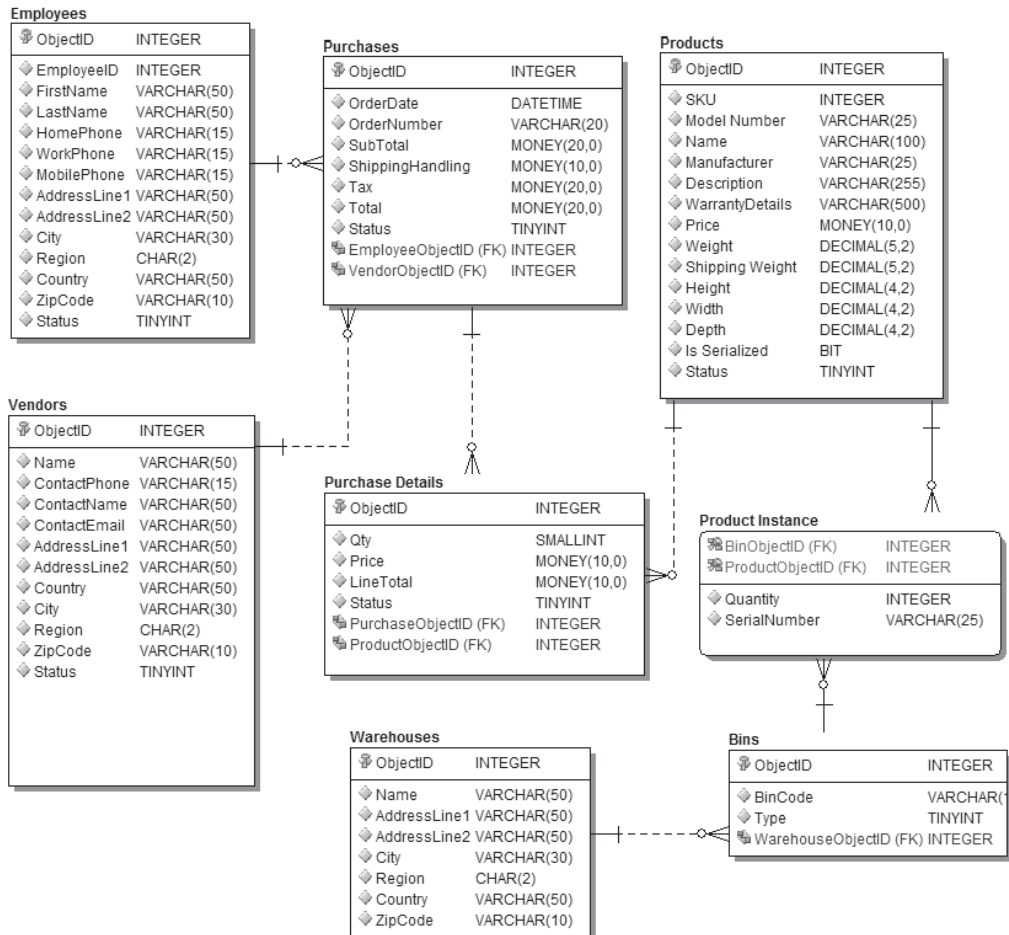 Employees
ObjectID INTEGER
EmployeeID INTEGER
FirstName VARCHAR(50)
LastName VARCHAR(50)
HomePhone VARCHAR(15)
WorkPhone VARCHAR(15)
MobilePhone VARCHAR(15)
AddressLine1 VARCHAR(50)
AddressLine2 VARCHAR(50)
City VARCHAR(30)
Region CHAR(2)
Country VARCHAR(50)
ZipCode VARCHAR(10)
Status TINYINT
Purchases
ObjectID INTEGER
OrderDate DATETIME
OrderNumber VARCHAR(20)
SubTotal MONEY(20,0)
ShippingHandling MONEY(10,0)
Tax MONEY(20,0)
Total MONEY(20,0)
Status TINYINT
EmployeeObjectID (FK) INTEGER
VendorObjectID (FK) INTEGER
Products
ObjectID INTEGER
SKU INTEGER
Model Number VARCHAR(25)
Name VARCHAR(100)
Manufacturer VARCHAR(25)
Description VARCHAR(255)
WarrantyDetails VARCHAR(500)
Price MONEY(10,0)
Weight DECIMAL(5,2)
Shipping Weight DECIMAL(5,2)
Height DECIMAL(4,2)
Width DECIMAL(4,2)
Depth DECIMAL(4,2)
Is Serialized BIT
Status TINYINT
Vendors
ObjectID INTEGER
Name VARCHAR(50)
ContactPhone VARCHAR(15)
ContactName VARCHAR(50)
ContactEmail VARCHAR(50)
AddressLine1 VARCHAR(50)
AddressLine2 VARCHAR(50)
Country VARCHAR(50)
City VARCHAR(30)
Region CHAR(2)
ZipCode VARCHAR(10)
Status TINYINT
Purchase Details
ObjectID INTEGER
Qty SMALLINT
Price MONEY(10,0)
LineTotal MONEY(10,0)
Status TINYINT
PurchaseObjectID (FK) INTEGER
ProductObjectID (FK) INTEGER
Product Instance
BinObjectID (FK) INTEGER
ProductObjectID (FK) INTEGER
Quantity INTEGER
SerialNumber VARCHAR(25)
Warehouses
ObjectID INTEGER
Name VARCHAR(50)
AddressLine1 VARCHAR(50)
AddressLine2 VARCHAR(50)
City VARCHAR(30)
Region CHAR(2)
Country VARCHAR(50)
ZipCode VARCHAR(10)
Bins
ObjectID INTEGER
BinCode
Type TINYINT
WarehouseObjectID (FK) INTEGER